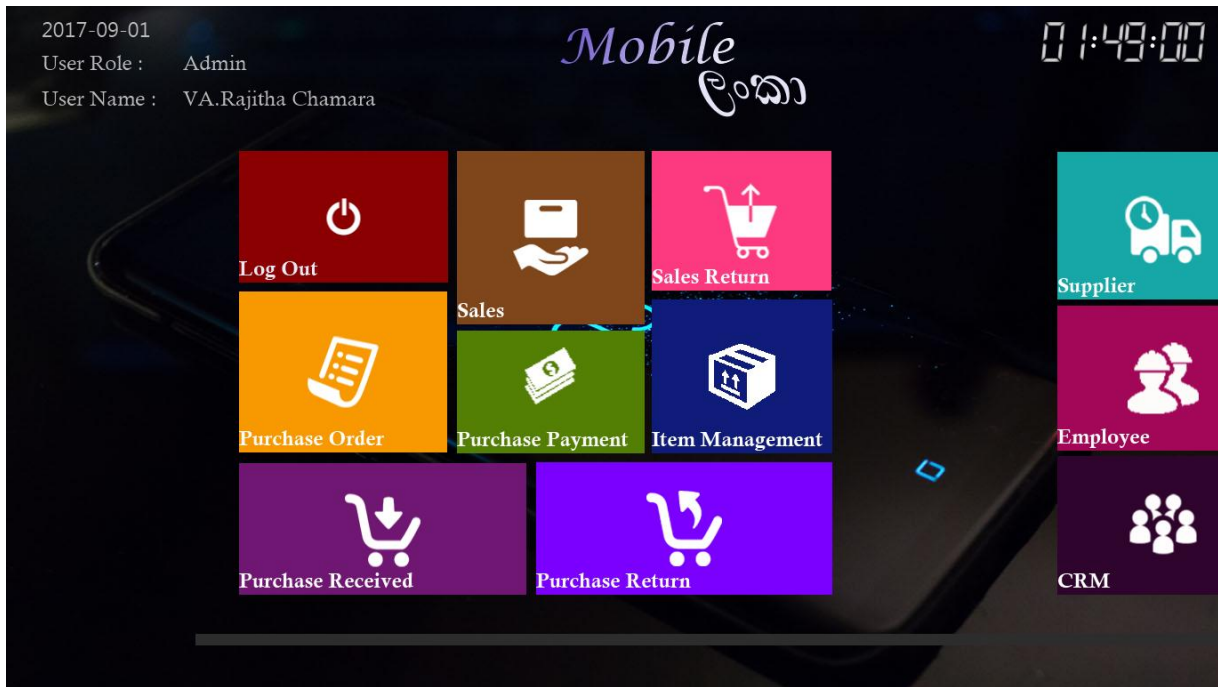 2017-09-01
User Role : Admin
User Name : VA.Rajitha Chamara
Mobile
ලංකා
01:49:00
Log Out
Sales
Sales Return
Supplier
Purchase Order
Purchase Payment
Item Management
Employee
Purchase Received
Purchase Return
CRM